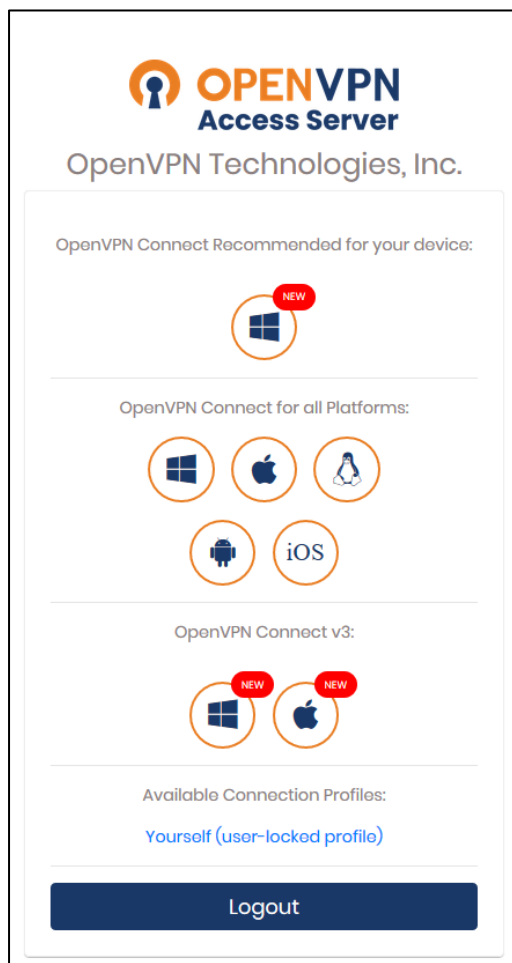 OPENVPN
Access Server
OpenVPN Technologies, Inc.
OpenVPN Connect Recommended for your device:
NEW
OpenVPN Connect for all Platforms:
iOS
OpenVPN Connect v3:
NEW NEW
Available Connection Profiles:
Yourself (user-locked profile)
Logout